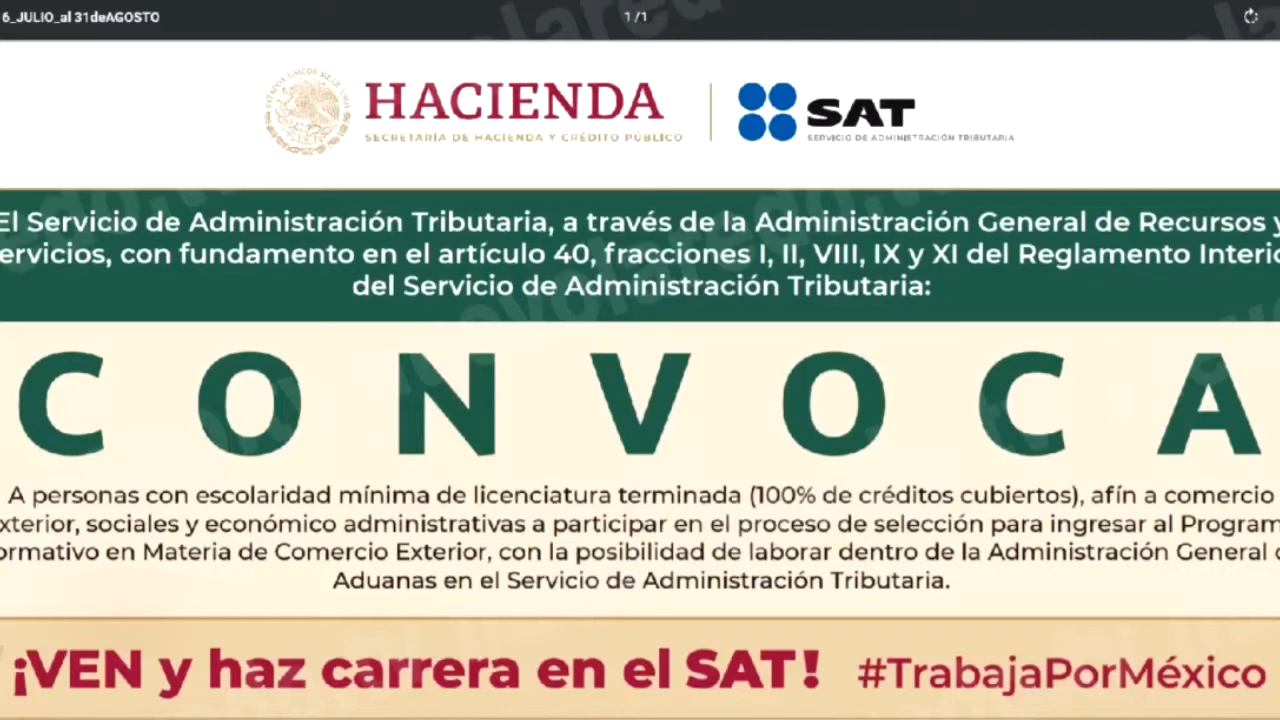 6_JULIO_al 31deAGOSTO
1/1
HACIENDA
SECRETARÍA DE HACIENDA Y CRÉDITO PÚBLICO
SAT
SERVICIO DE ADMINISTRACIÓN TRIBUTARIA
El Servicio de Administración Tributaria, a través de la Administración General de Recursos y
ervicios, con fundamento en el artículo 40, fracciones I, II, VIII, IX y XI del Reglamento Interio
del Servicio de Administración Tributaria:
CONVOCA
A personas con escolaridad mínima de licenciatura terminada (100% de créditos cubiertos), afín a comercio
xterior, sociales y económico administrativas a participar en el proceso de selección para ingresar al Program
ormativo en Materia de Comercio Exterior, con la posibilidad de laborar dentro de la Administración General d
Aduanas en el Servicio de Administración Tributaria.
¡VEN y haz carrera en el SAT! #TrabajaPorMéxico